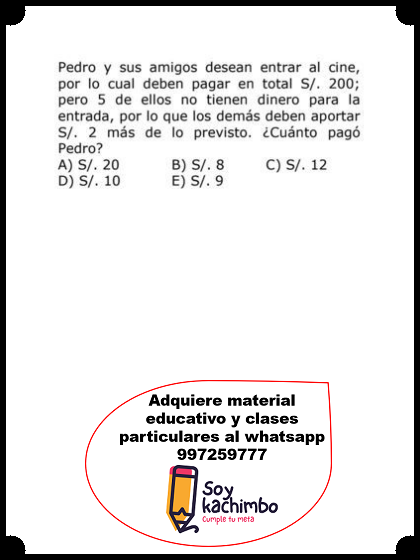 Pedro y sus amigos desean entrar al cine,
por lo cual deben pagar en total S/. 200;
pero 5 de ellos no tienen dinero para la
entrada, por lo que los demás deben aportar
S/. 2 más de lo previsto. ¿Cuánto pagó
Pedro?
A) S/. 20 B) S/. 8 C) S/. 12
D) S/. 10 E) S/. 9
Adquiere material
educativo y clases
particulares al whatsapp
997259777
Soy
kachimbo
Cumple tu meta